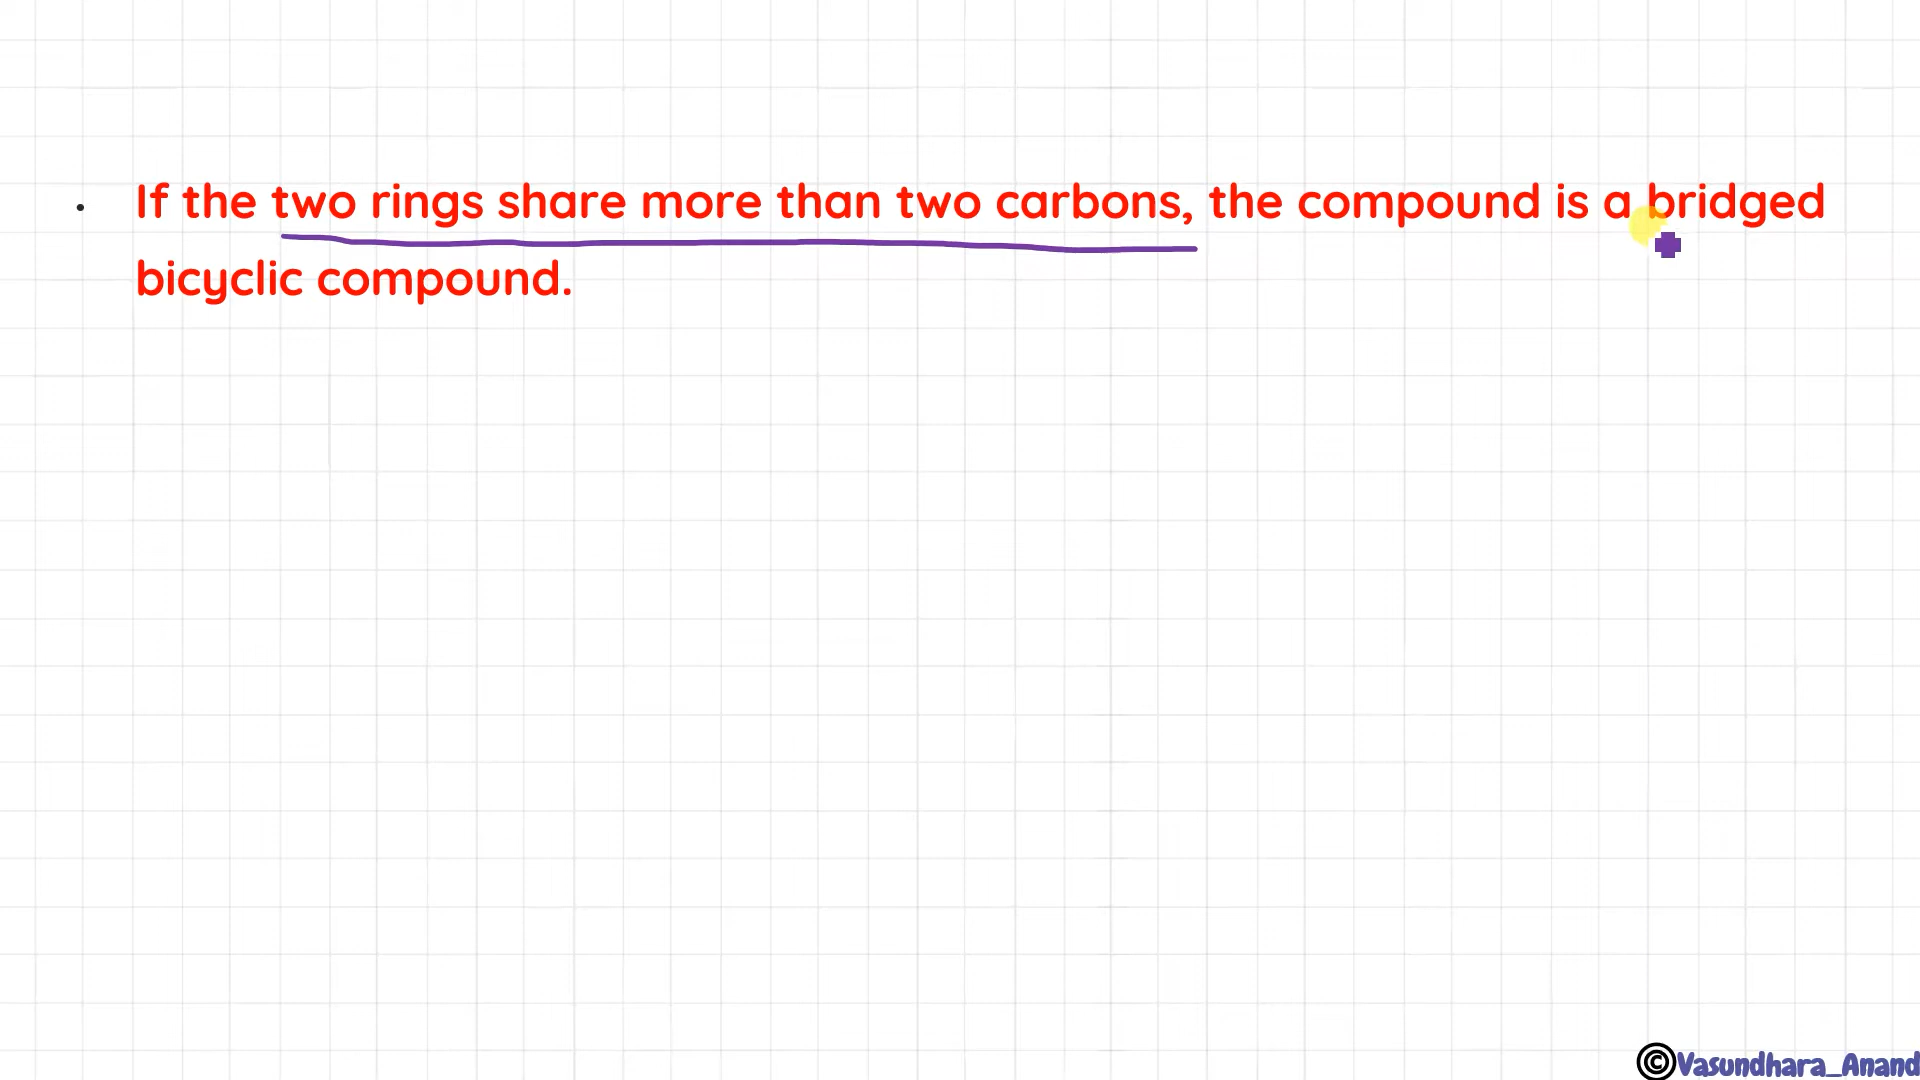 • If the two rings share more than two carbons, the compound is a bridged
bicyclic compound.
©Vasundhara_Anand